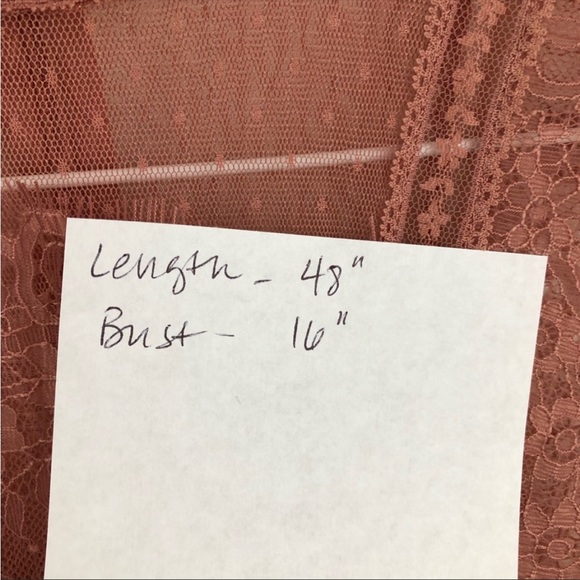 Length - 48"
Bust - 16"